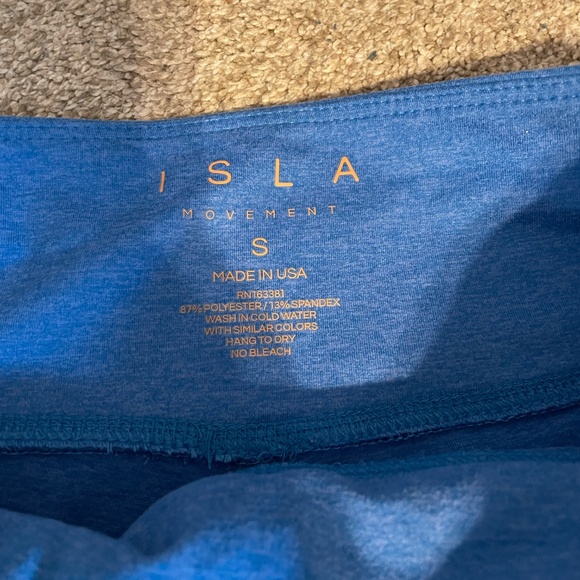 ISLA
MOVEMENT
S
MADE IN USA
RN163381
87% POLYESTER / 13% SPANDEX
WASH IN COLD WATER
WITH SIMILAR COLORS
HANG TO DRY
NO BLEACH